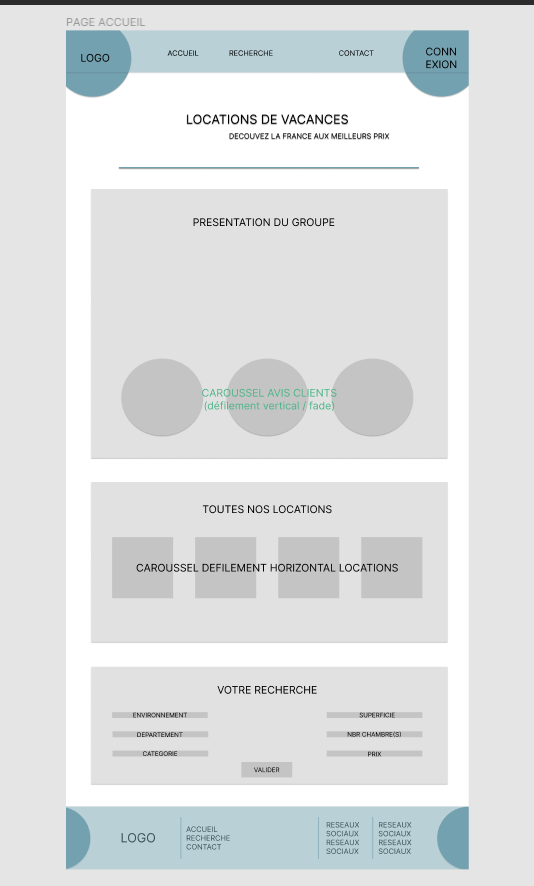 PAGE ACCUEIL
LOGO
ACCUEIL
RECHERCHE
CONTACT
CONN
EXION
LOCATIONS DE VACANCES
DECOUVEZ LA FRANCE AUX MEILLEURS PRIX
PRESENTATION DU GROUPE
CAROUSSEL AVIS CLIENTS
(défilement vertical / fade)
TOUTES NOS LOCATIONS
CAROUSSEL DEFILEMENT HORIZONTAL LOCATIONS
VOTRE RECHERCHE
ENVIRONNEMENT
SUPERFICIE
DEPARTEMENT
NBR CHAMBRE(S)
CATEGORIE
PRIX
VALIDER
LOGO
ACCUEIL
RECHERCHE
CONTACT
RESEAUX
SOCIAUX
RESEAUX
SOCIAUX
RESEAUX
SOCIAUX
RESEAUX
SOCIAUX